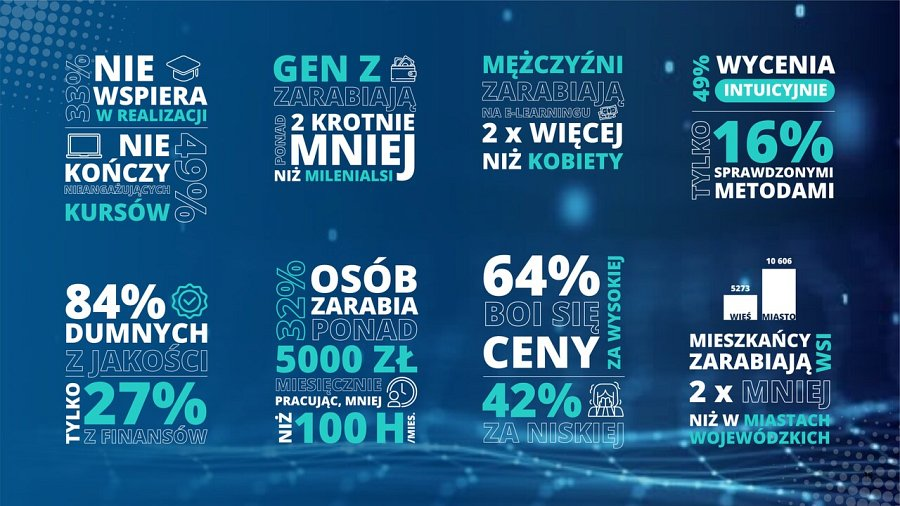 33%
NIE
WSPIERA
W REALIZACJI
NIE
KOŃCZY
NIEANGAŻUJĄCYCH
KURSÓW
49%
GEN Z
ZARABIAJĄ
PONAD
2 KROTNIE
MNIEJ
NIŻ MILENIALSI
MĘŻCZYŹNI
ZARABIAJĄ
NA E-LEARNINGU
2 x WIĘCEJ
NIŻ KOBIETY
49%
WYCENIA
INTUICYJNIE
TYLKO
16%
SPRAWDZONYMI
METODAMI
84%
DUMNYCH
Z JAKOŚCI
TYLKO
27%
Z FINANSÓW
32%
OSÓB
ZARABIA
PONAD
5000 ZŁ
MIESIĘCZNIE
PRACUJĄC, MNIEJ
NIŻ
100 H
/MIES.
64%
BOI SIĘ
CENY
ZA WYSOKIEJ
42%
ZA NISKIEJ
10 606
5273
WIEŚ MIASTO
MIESZKAŃCY
ZARABIAJĄ
WSI
2 x MNIEJ
NIŻ W MIASTACH
WOJEWÓDZKICH